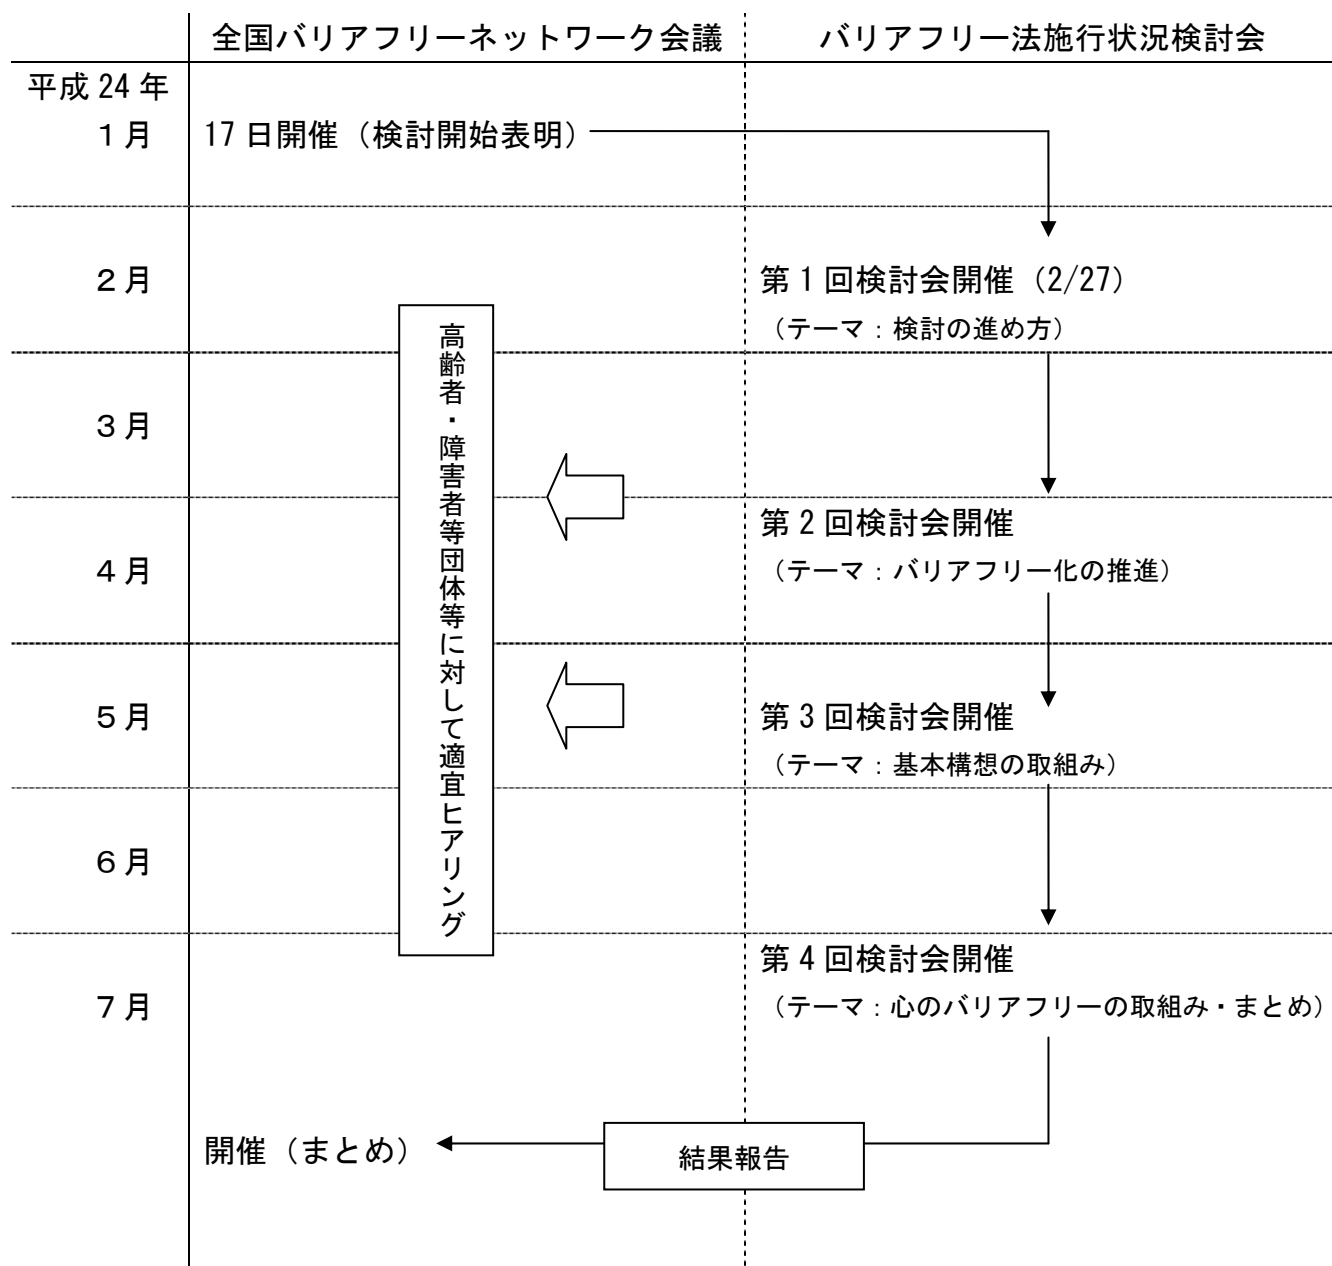 全国バリアフリーネットワーク会議
バリアフリー法施行状況検討会
平成 24 年
１月
17 日開催（検討開始表明）
２月
第 1 回検討会開催（2/27）
（テーマ：検討の進め方）
高齢者・障害者等団体等に対して適宜ヒアリング
３月
第 2 回検討会開催
４月
（テーマ：バリアフリー化の推進）
５月
第 3 回検討会開催
（テーマ：基本構想の取組み）
６月
第 4 回検討会開催
７月
（テーマ：心のバリアフリーの取組み・まとめ）
開催（まとめ）
結果報告